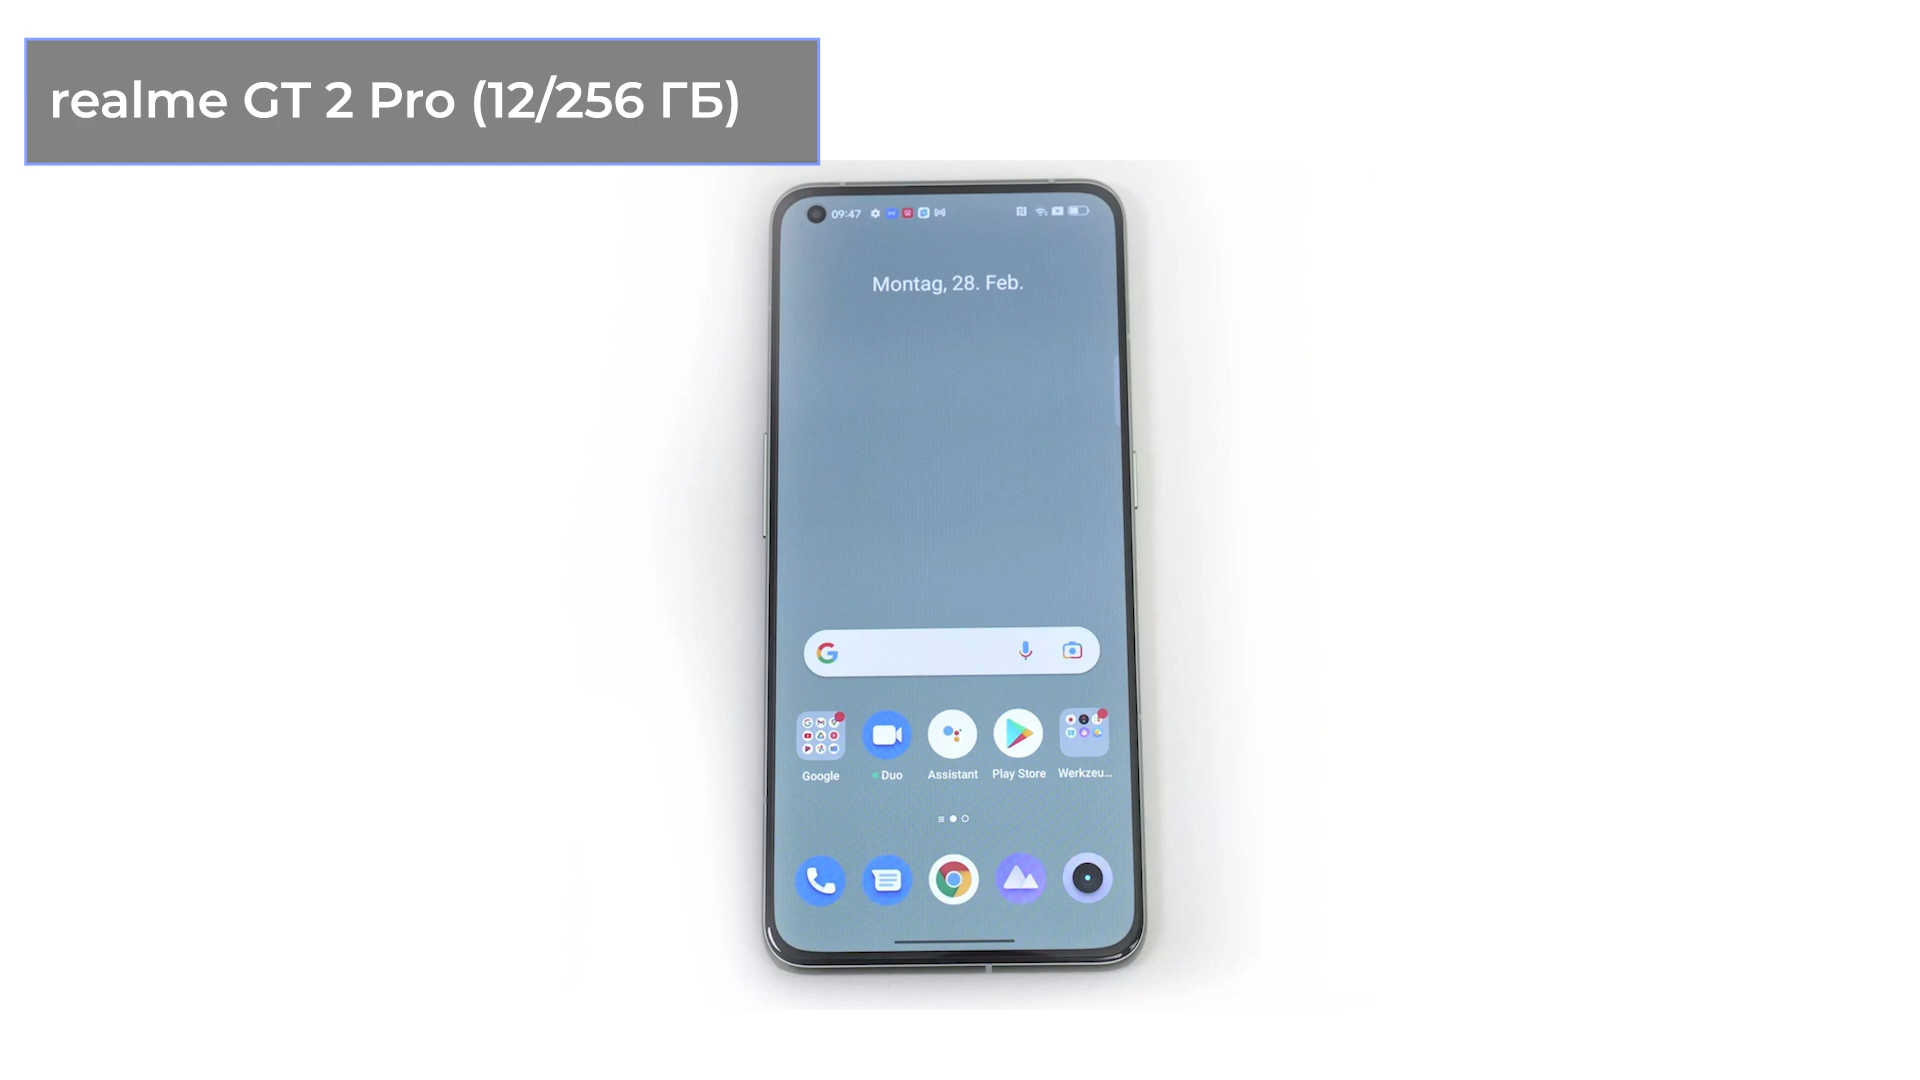 realme GT 2 Pro (12/256 ГБ)
09:47
Montag, 28. Feb.
Google
Duo
Assistant
Play Store
Werkzeu...